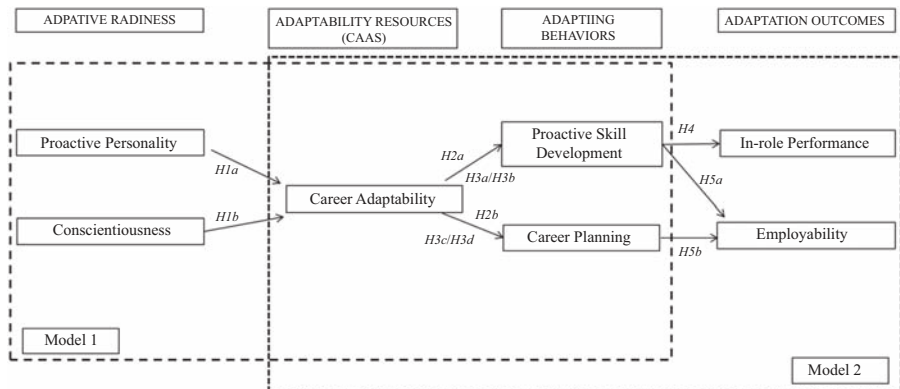 ADPATIVE RADINESS
ADAPTABILITY RESOURCES
(CAAS)
ADAPTIING
BEHAVIORS
ADAPTATION OUTCOMES
Proactive Personality
H1a
Conscientiousness
H1b
Career Adaptability
H2a
H3a/H3b
H2b
H3c/H3d
Proactive Skill
Development
Career Planning
H4
H5a
H5b
In-role Performance
Employability
Model 1
Model 2